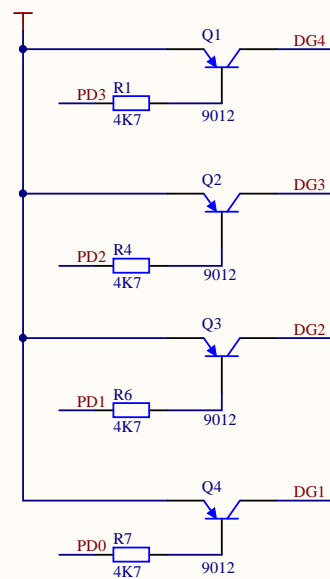 Q1
DG4
PD3
R1
4K7
9012
Q2
DG3
PD2
R4
4K7
9012
Q3
DG2
PD1
R6
4K7
9012
Q4
DG1
PD0
R7
4K7
9012